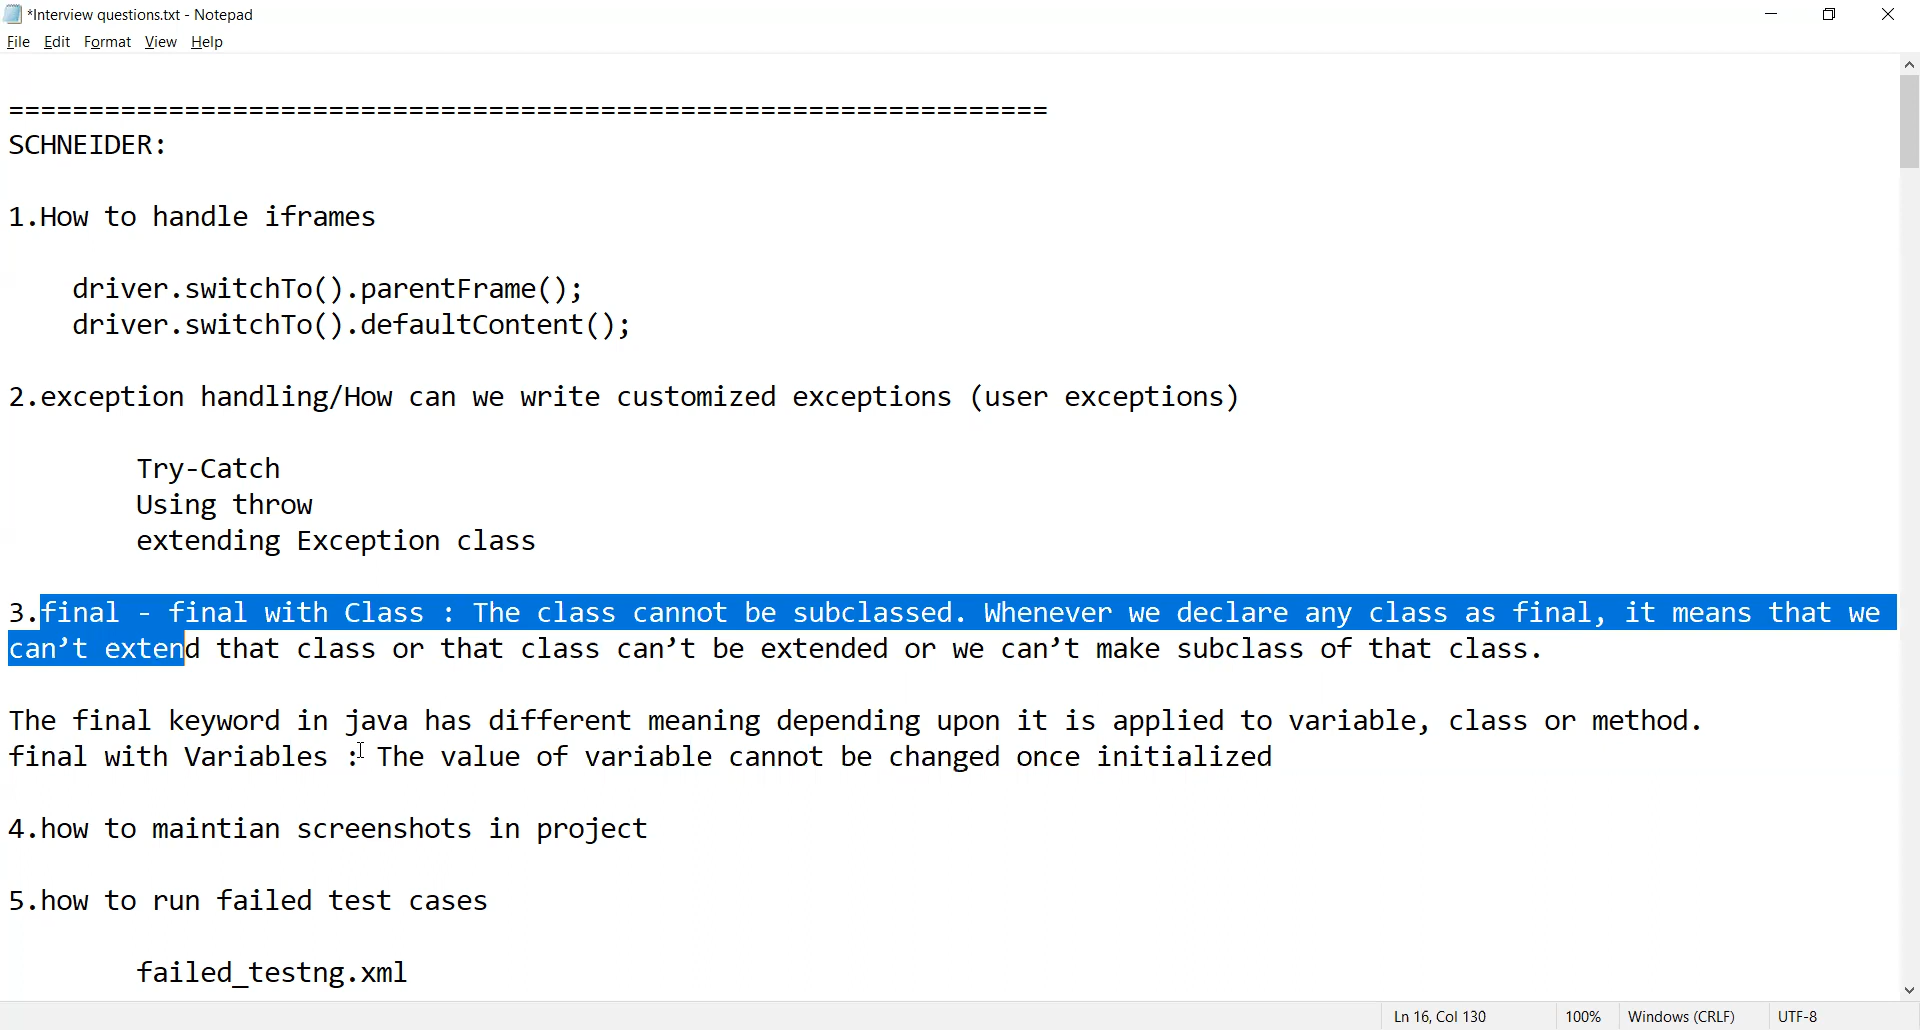 *Interview questions.txt - Notepad
File Edit Format View Help
=================================================================
SCHNEIDER:
1.How to handle iframes
driver.switchTo().parentFrame();
driver.switchTo().defaultContent();
2.exception handling/How can we write customized exceptions (user exceptions)
Try-Catch
Using throw
extending Exception class
3.final - final with Class : The class cannot be subclassed. Whenever we declare any class as final, it means that we
can’t extend that class or that class can’t be extended or we can’t make subclass of that class.
The final keyword in java has different meaning depending upon it is applied to variable, class or method.
final with Variables : The value of variable cannot be changed once initialized
4.how to maintian screenshots in project
5.how to run failed test cases
failed_testng.xml
Ln 16, Col 130 100% Windows (CRLF) UTF-8